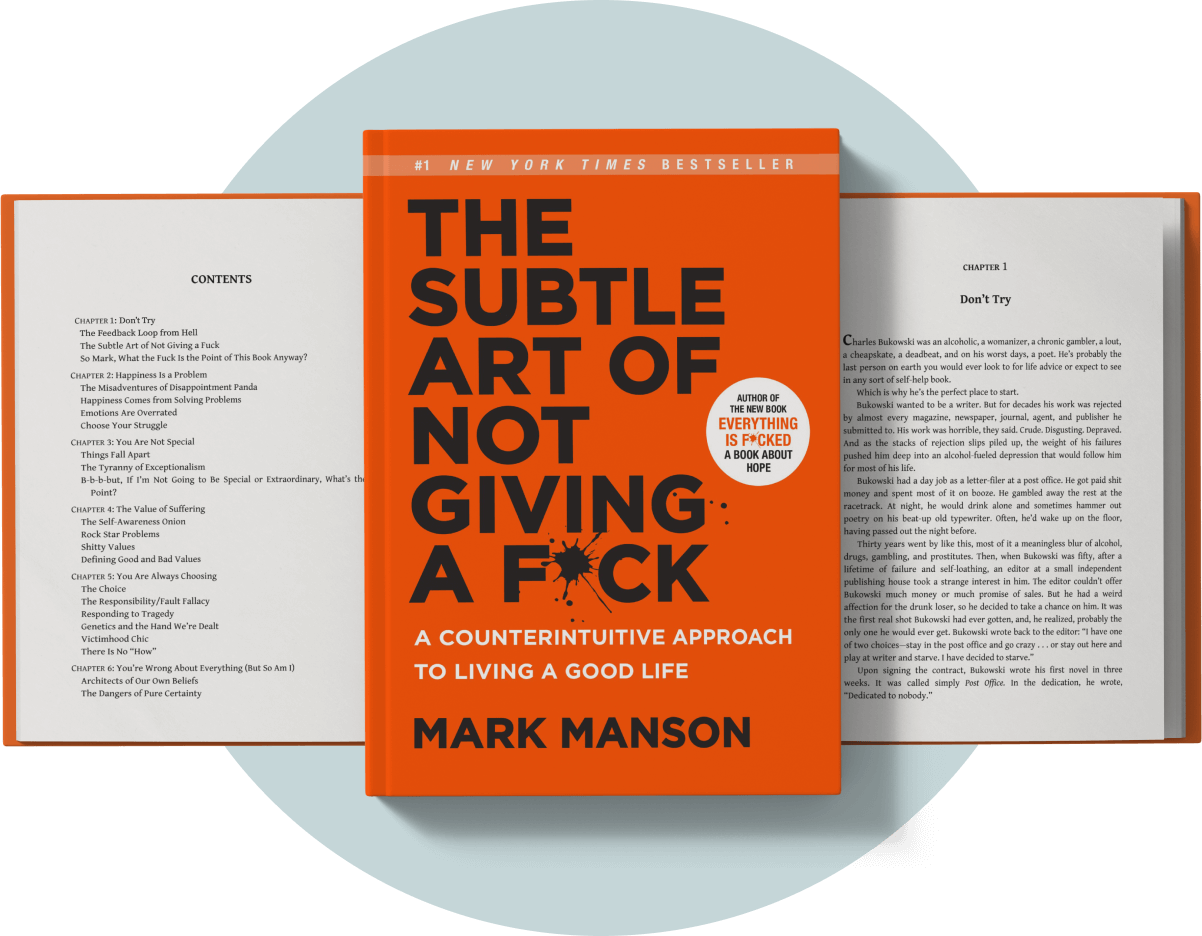 CONTENTS
CHAPTER 1: Don't Try
The Feedback Loop from Hell
The Subtle Art of Not Giving a Fuck
So Mark, What the Fuck Is the Point of This Book Anyway?
CHAPTER 2: Happiness Is a Problem
The Misadventures of Disappointment Panda
Happiness Comes from Solving Problems
Emotions Are Overrated
Choose Your Struggle
CHAPTER 3: You Are Not Special
Things Fall Apart
The Tyranny of Exceptionalism
B-b-b-but, If I'm Not Going to Be Special or Extraordinary, What's the
Point?
CHAPTER 4: The Value of Suffering
The Self-Awareness Onion
Rock Star Problems
Shitty Values
Defining Good and Bad Values
CHAPTER 5: You Are Always Choosing
The Choice
The Responsibility/Fault Fallacy
Responding to Tragedy
Genetics and the Hand We're Dealt
Victimhood Chic
There Is No “How”
CHAPTER 6: You're Wrong About Everything (But So Am I)
Architects of Our Own Beliefs
The Dangers of Pure Certainty
#1 NEW YORK TIMES BESTSELLER
THE
SUBTLE
ART OF
NOT
GIVING
A F*CK
AUTHOR OF
THE NEW BOOK
EVERYTHING
IS F*CKED
A BOOK ABOUT
HOPE
A COUNTERINTUITIVE APPROACH
TO LIVING A GOOD LIFE
MARK MANSON
CHAPTER 1
Don't Try
Charles Bukowski was an alcoholic, a womanizer, a chronic gambler, a lout,
a cheapskate, a deadbeat, and on his worst days, a poet. He's probably the
last person on earth you would ever look to for life advice or expect to see
in any sort of self-help book.
Which is why he's the perfect place to start.
Bukowski wanted to be a writer. But for decades his work was rejected
by almost every magazine, newspaper, journal, agent, and publisher he
submitted to. His work was horrible, they said. Crude. Disgusting. Depraved.
And as the stacks of rejection slips piled up, the weight of his failures
pushed him deep into an alcohol-fueled depression that would follow him
for most of his life.
Bukowski had a day job as a letter-filer at a post office. He got paid shit
money and spent most of it on booze. He gambled away the rest at the
racetrack. At night, he would drink alone and sometimes hammer out
poetry on his beat-up old typewriter. Often, he'd wake up on the floor,
having passed out the night before.
Thirty years went by like this, most of it a meaningless blur of alcohol,
drugs, gambling, and prostitutes. Then, when Bukowski was fifty, after a
lifetime of failure and self-loathing, an editor at a small independent
publishing house took a strange interest in him. The editor couldn't offer
Bukowski much money or much promise of sales. But he had a weird
affection for the drunk loser, so he decided to take a chance on him. It was
the first real shot Bukowski had ever gotten, and, he realized, probably the
only one he would ever get. Bukowski wrote back to the editor: “I have one
of two choices—stay in the post office and go crazy . . . or stay out here and
play at writer and starve. I have decided to starve.”
Upon signing the contract, Bukowski wrote his first novel in three
weeks. It was called simply Post Office. In the dedication, he wrote,
“Dedicated to nobody.”